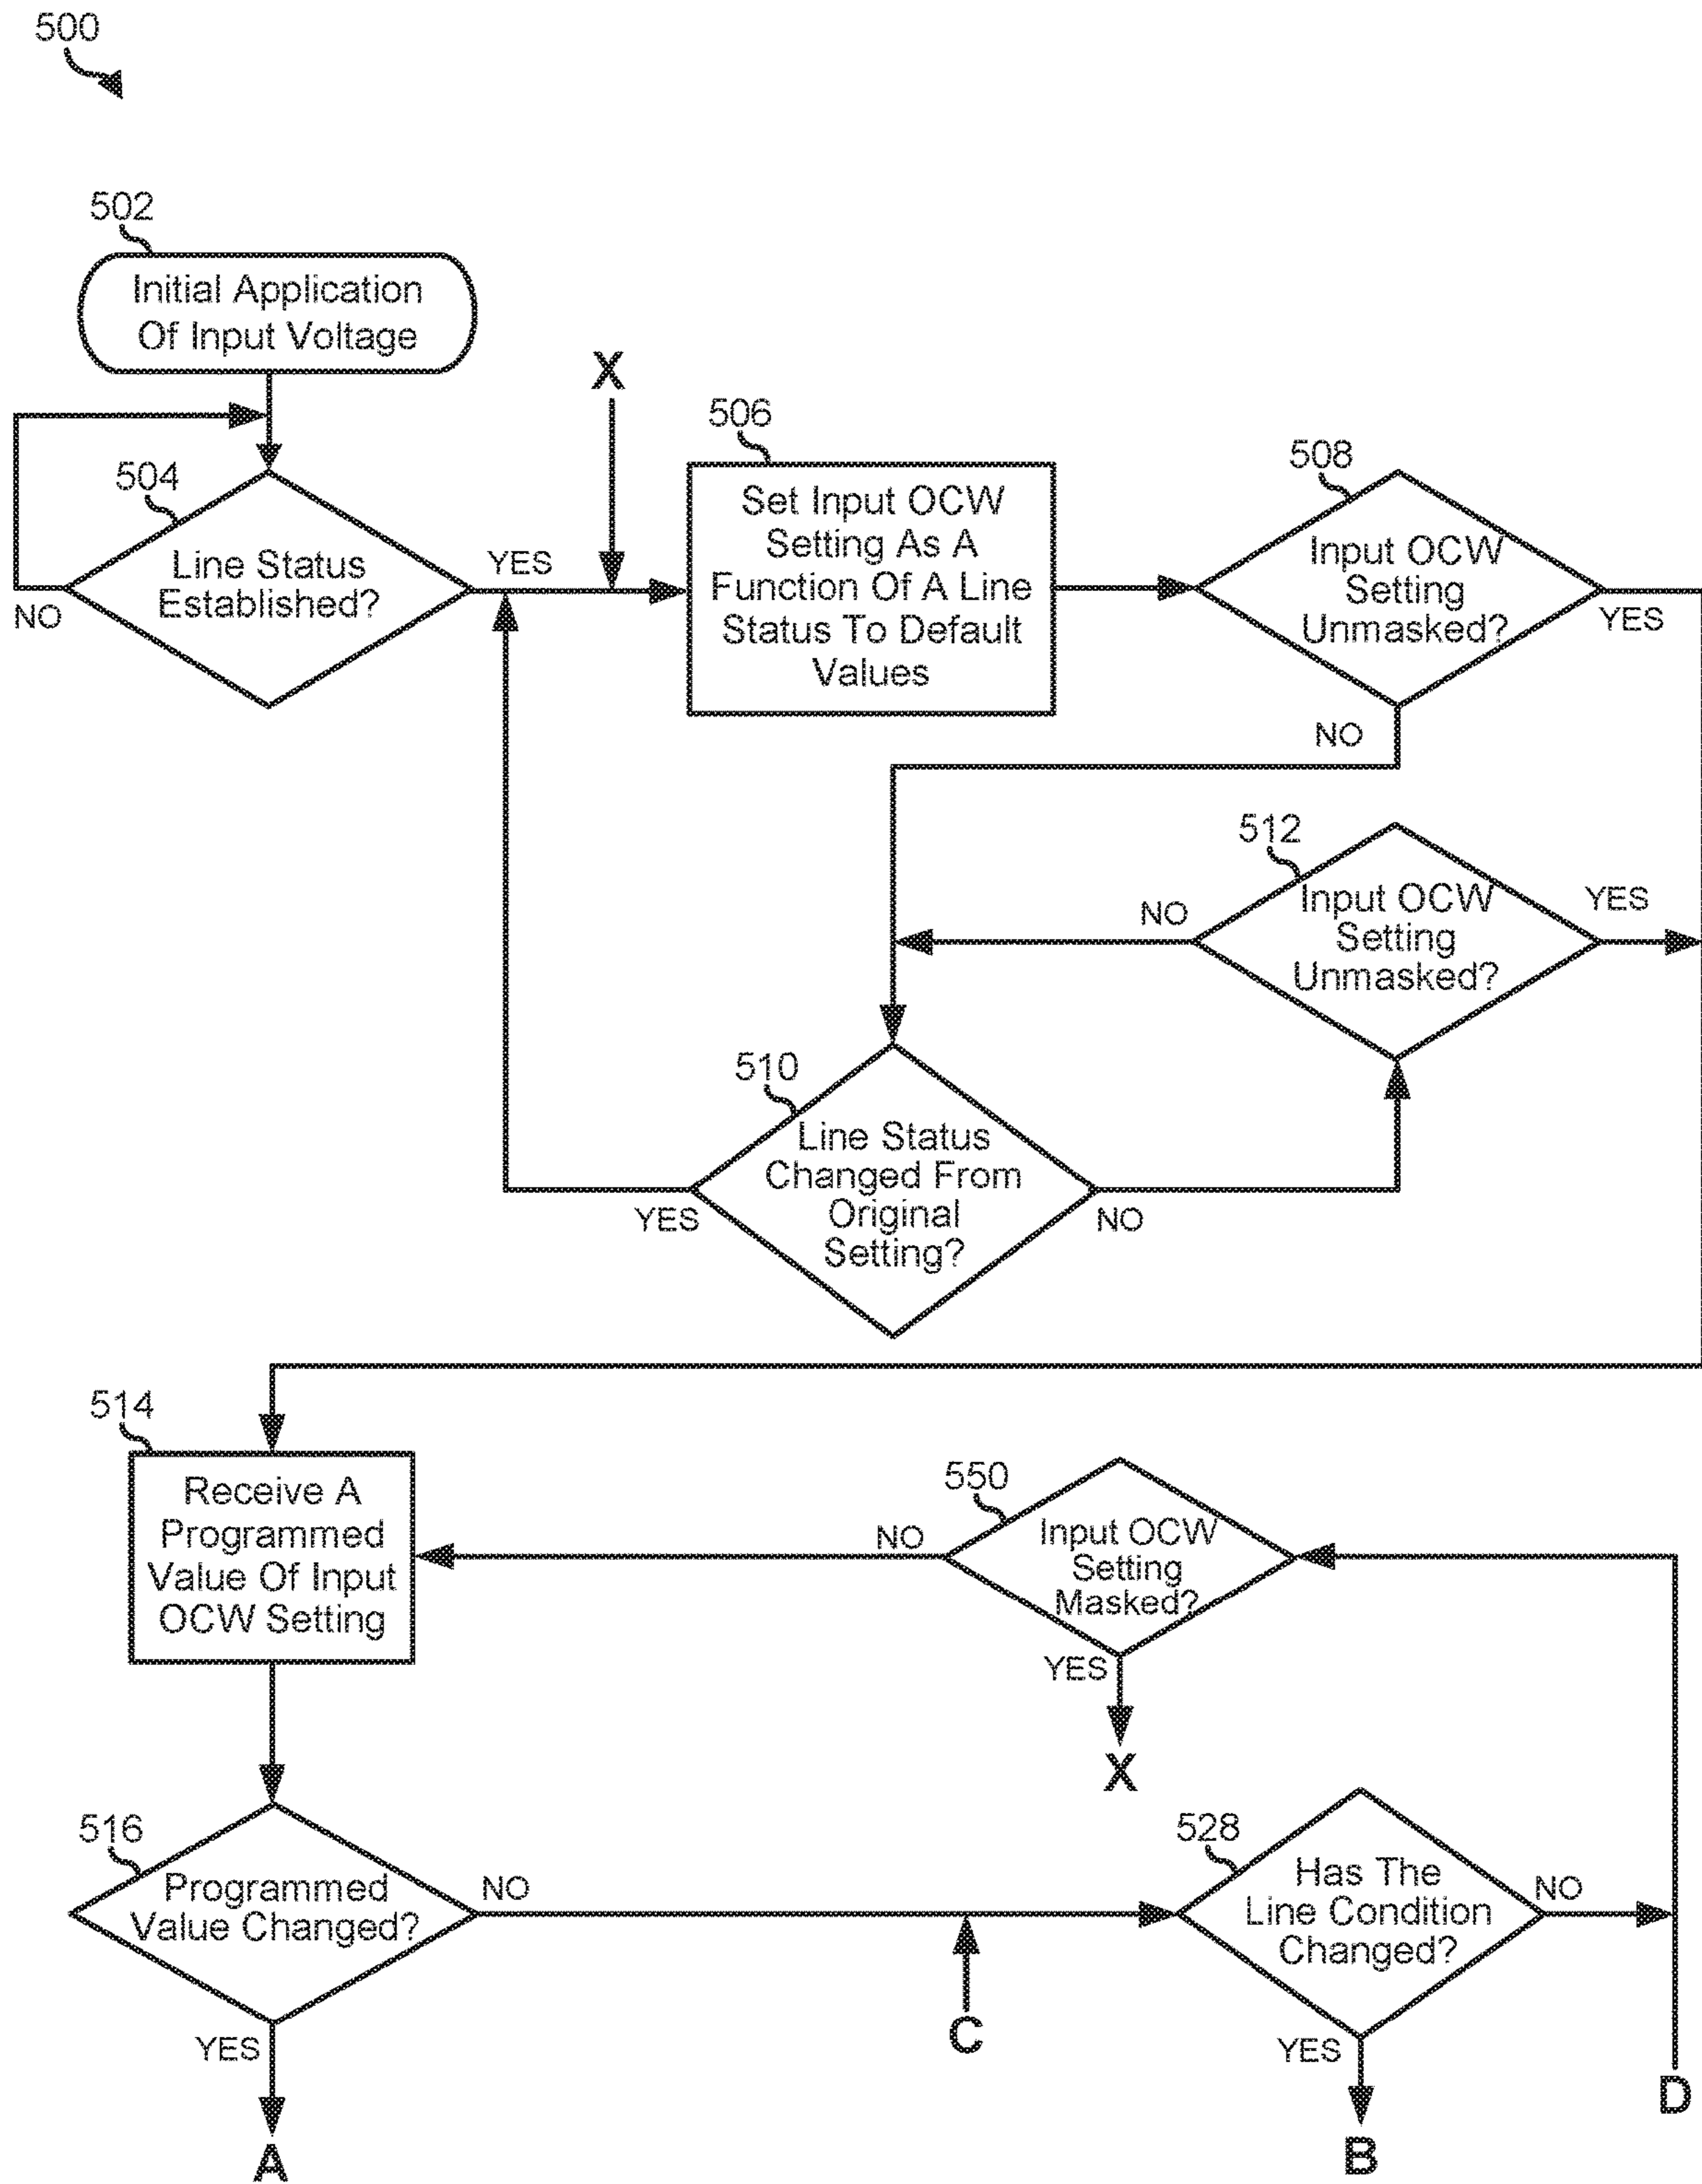 500
502
Initial Application
Of Input Voltage
X
504
Line Status
Established?
NO
YES
506
Set Input OCW
Setting As A
Function Of A Line
Status To Default
Values
508
Input OCW
Setting
Unmasked?
YES
NO
512
Input OCW
Setting
Unmasked?
NO
YES
510
Line Status
Changed From
Original
Setting?
YES
NO
514
Receive A
Programmed
Value Of Input
OCW Setting
550
Input OCW
Setting
Masked?
NO
YES
X
516
Programmed
Value Changed?
NO
YES
A
C
528
Has The
Line Condition
Changed?
NO
YES
B
D